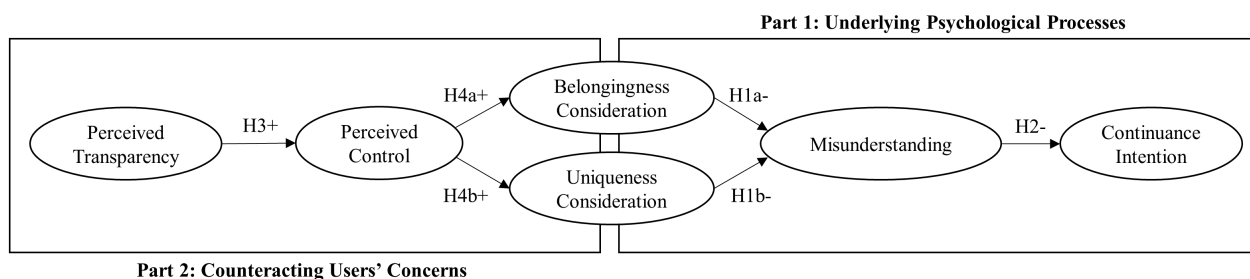 Part 1: Underlying Psychological Processes
Perceived
Transparency
H3+
Perceived
Control
H4a+
H4b+
Belongingness
Consideration
Uniqueness
Consideration
H1a-
H1b-
Misunderstanding
H2-
Continuance
Intention
Part 2: Counteracting Users’ Concerns